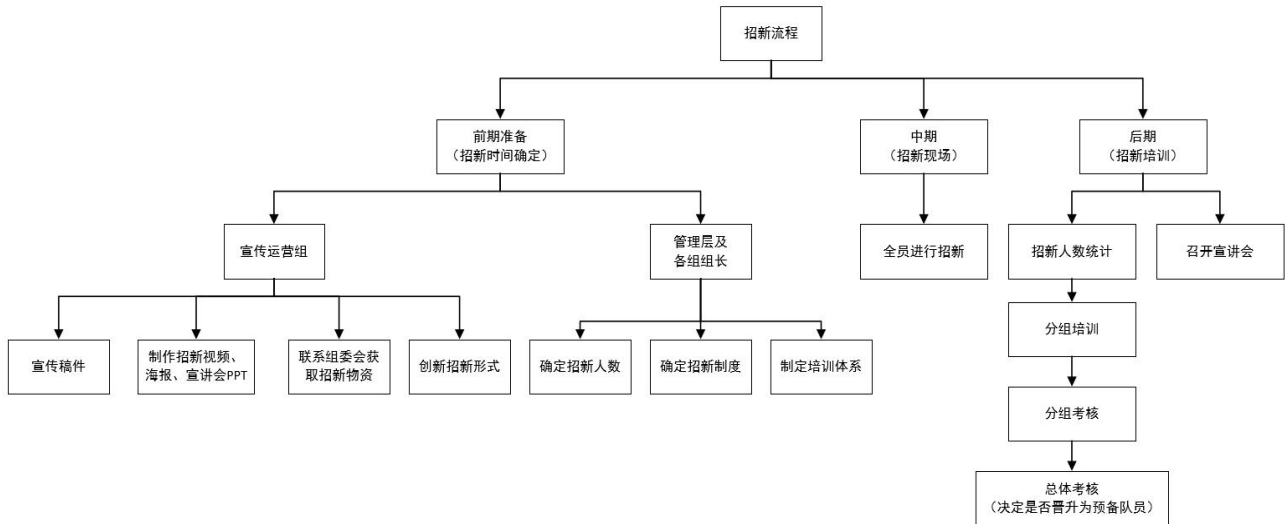 招新流程
前期准备
（招新时间确定）
中期
（招新现场）
后期
（招新培训）
宣传运营组
管理层及
各组组长
全员进行招新
招新人数统计
召开宣讲会
分组培训
宣传稿件
制作招新视频、
海报、宣讲会PPT
联系组委会获
取招新物资
创新招新形式
确定招新人数
确定招新制度
制定培训体系
分组考核
总体考核
（决定是否晋升为预备队员）